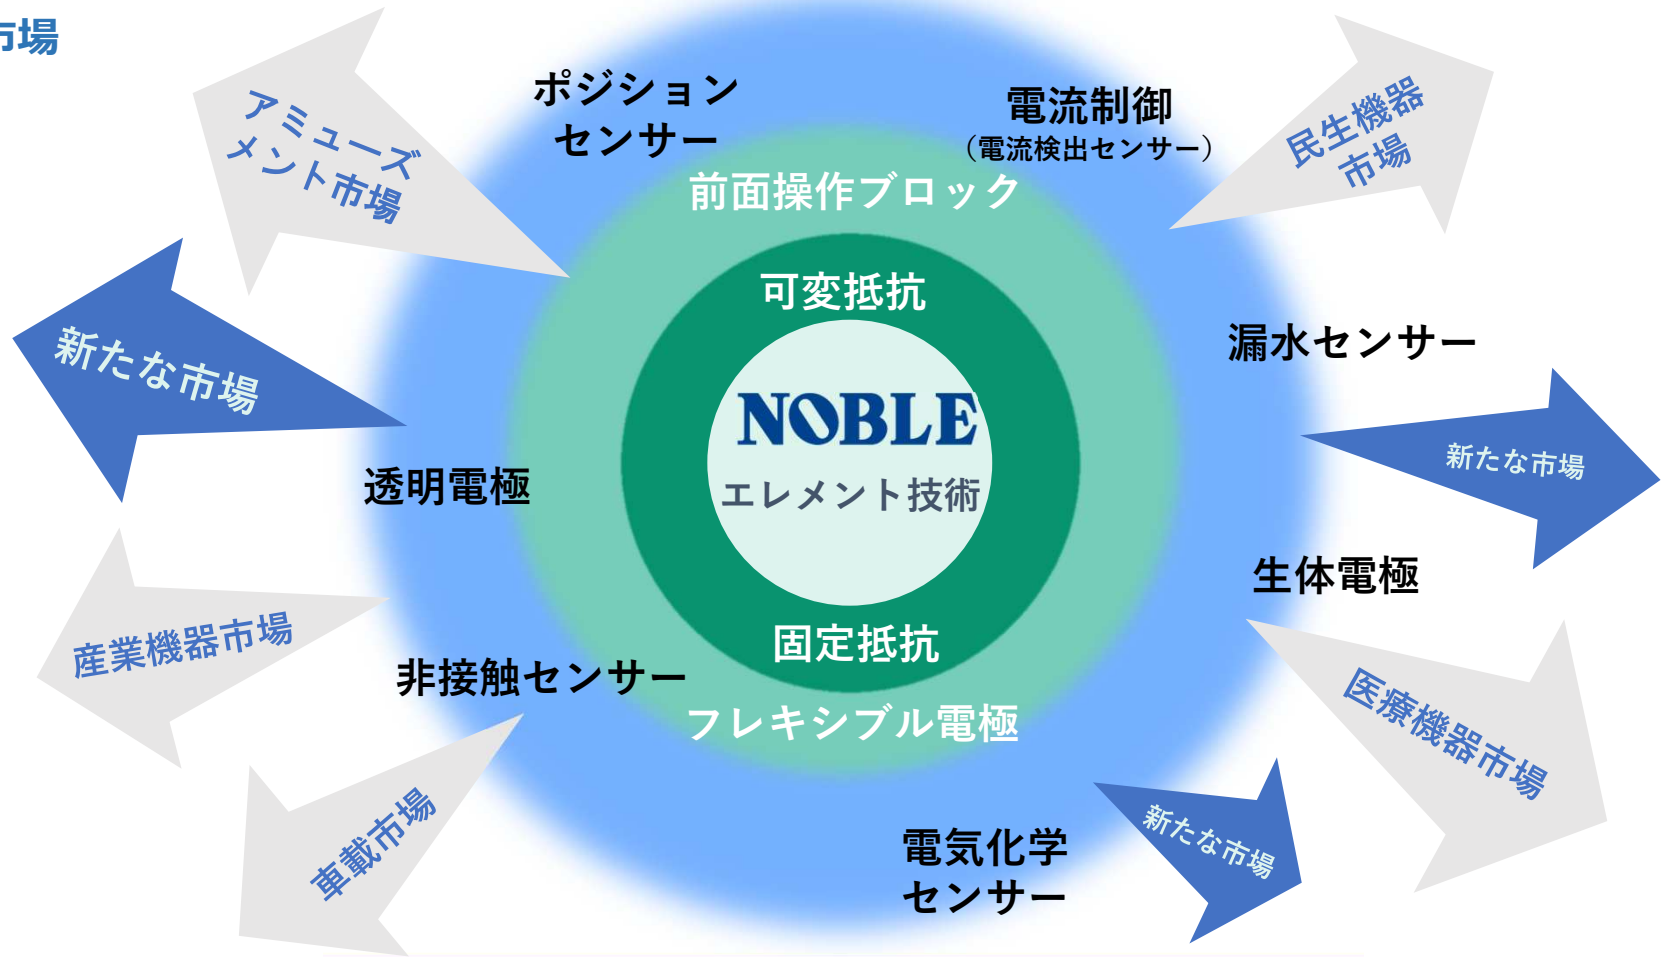 市場
アミューズ
メント市場
ポジション
センサー
電流制御
（電流検出センサー）
民生機器
市場
前面操作ブロック
可変抵抗
新たな市場
漏水センサー
NOBLE
エレメント技術
新たな市場
透明電極
生体電極
産業機器市場
固定抵抗
非接触センサー
フレキシブル電極
医療機器市場
車載市場
電気化学
センサー
新たな市場